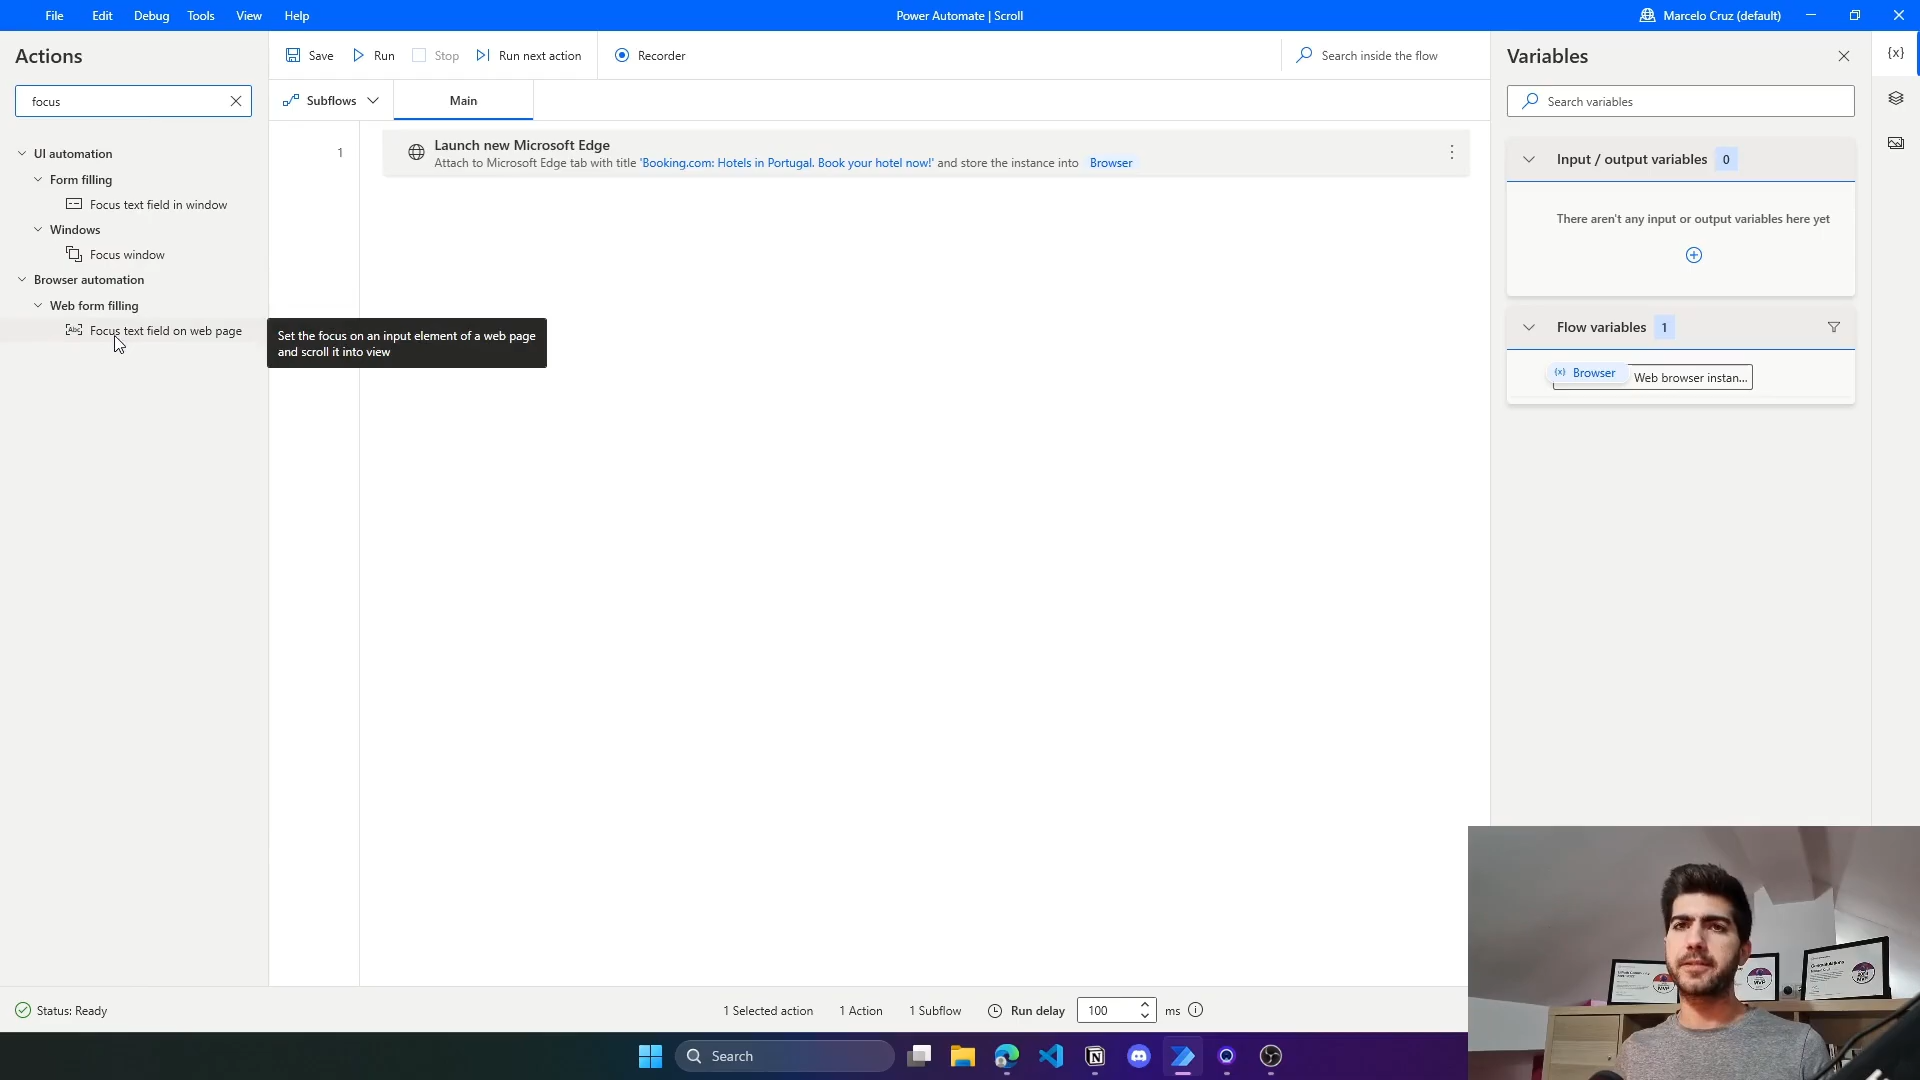 File Edit Debug Tools View Help
Power Automate | Scroll
Marcelo Cruz (default)
Actions
focus
UI automation
Form filling
Focus text field in window
Windows
Focus window
Browser automation
Web form filling
Abc Focus text field on web page
Set the focus on an input element of a web page
and scroll it into view
Save Run Stop Run next action Recorder
Search inside the flow
Subflows Main
1
Launch new Microsoft Edge
Attach to Microsoft Edge tab with title 'Booking.com: Hotels in Portugal. Book your hotel now!' and store the instance into Browser
Variables
{x}
Search variables
Input / output variables 0
There aren't any input or output variables here yet
Flow variables 1
{x} Browser Web browser instan...
Status: Ready
1 Selected action 1 Action 1 Subflow Run delay 100 ms
Search